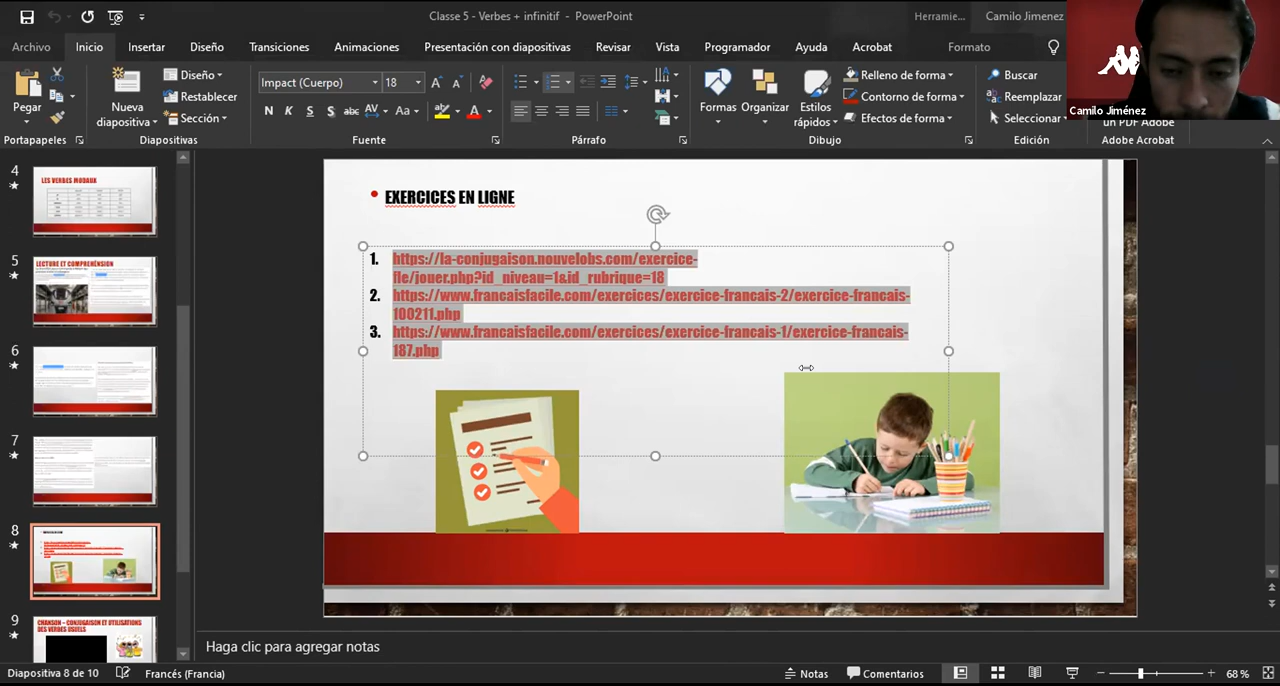 Classe 5 - Verbes + infinitif - PowerPoint
Herramie...
Camilo Jimenez
Archivo
Inicio
Insertar
Diseño
Transiciones
Animaciones
Presentación con diapositivas
Revisar
Vista
Programador
Ayuda
Acrobat
Formato
Pegar
Nueva
diapositiva
Diseño
Restablecer
Sección
Impact (Cuerpo)
18
N K S S abc AV Aa
Formas
Organizar
Estilos
rápidos
Relleno de forma
Contorno de forma
Efectos de forma
Buscar
Reemplazar
Seleccionar
Camilo Jiménez
un PDF Adobe
Portapapeles
Diapositivas
Fuente
Párrafo
Dibujo
Edición
Adobe Acrobat
4
LES VERBES MODAUX
5
LECTURE ET COMPRÉHENSION
6
7
8
9
CHANSON - CONJUGAISON ET UTILISATIONS
DES VERBES USUELS
• EXERCICES EN LIGNE
1. https://la-conjugaison.nouvelobs.com/exercice-
fle/jouer.php?id_niveau=1&id_rubrique=18
2. https://www.francaisfacile.com/exercices/exercice-francais-2/exercice-francais-
100211.php
3. https://www.francaisfacile.com/exercices/exercice-francais-1/exercice-francais-
187.php
Haga clic para agregar notas
Diapositiva 8 de 10
Francés (Francia)
Notas
Comentarios
68 %